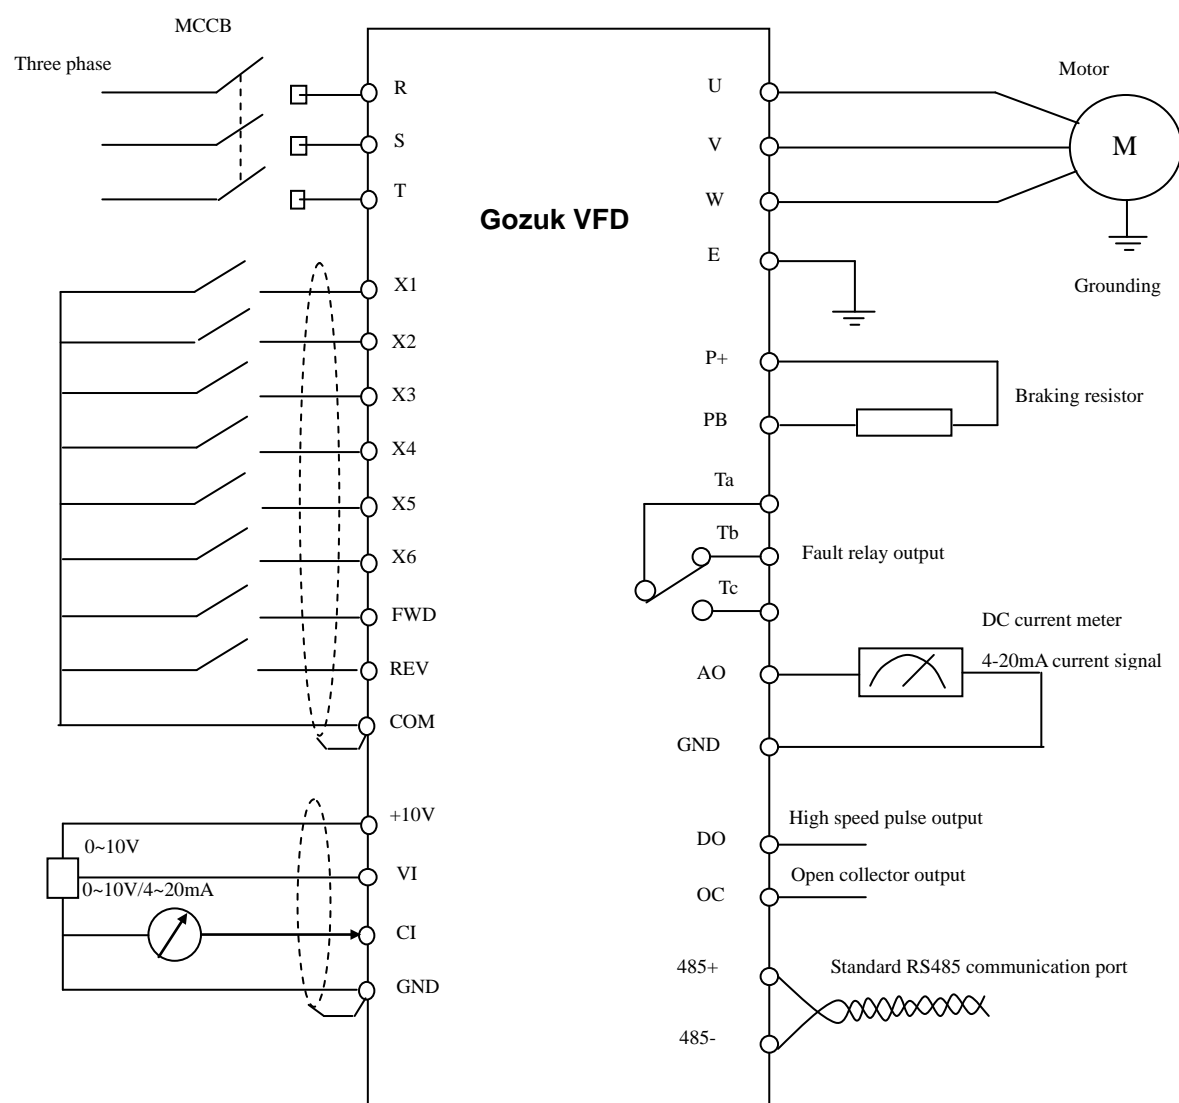 MCCB
Three phase
R
S
T
Gozuk VFD
X1
X2
X3
X4
X5
X6
FWD
REV
COM
+10V
0~10V
VI
0~10V/4~20mA
CI
GND
U
V
W
E
Motor
M
Grounding
P+
PB
Braking resistor
Ta
Tb
Tc
Fault relay output
DC current meter
4-20mA current signal
AO
GND
DO
High speed pulse output
OC
Open collector output
485+
Standard RS485 communication port
485-